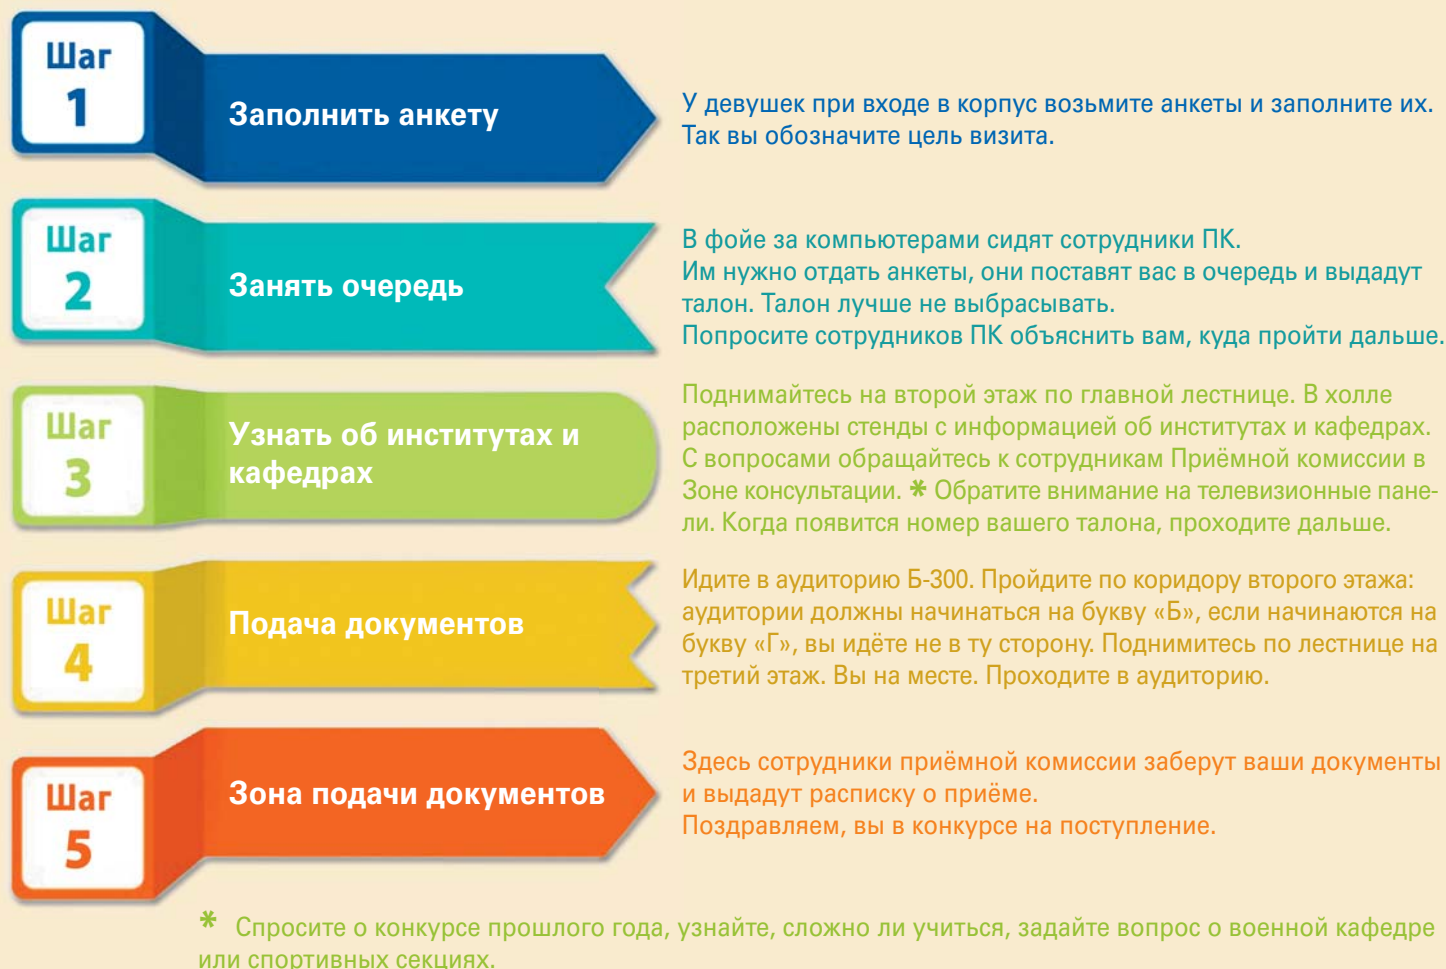 Шаг
1
Заполнить анкету
У девушек при входе в корпус возьмите анкеты и заполните их.
Так вы обозначите цель визита.
Шаг
2
Занять очередь
В фойе за компьютерами сидят сотрудники ПК.
Им нужно отдать анкеты, они поставят вас в очередь и выдадут
талон. Талон лучше не выбрасывать.
Попросите сотрудников ПК объяснить вам, куда пройти дальше.
Шаг
3
Узнать об институтах и
кафедрах
Поднимайтесь на второй этаж по главной лестнице. В холле
расположены стенды с информацией об институтах и кафедрах.
С вопросами обращайтесь к сотрудникам Приёмной комиссии в
Зоне консультации. * Обратите внимание на телевизионные пане-
ли. Когда появится номер вашего талона, проходите дальше.
Шаг
4
Подача документов
Идите в аудиторию Б-300. Пройдите по коридору второго этажа:
аудитории должны начинаться на букву «Б», если начинаются на
букву «Г», вы идёте не в ту сторону. Поднимитесь по лестнице на
третий этаж. Вы на месте. Проходите в аудиторию.
Шаг
5
Зона подачи документов
Здесь сотрудники приёмной комиссии заберут ваши документы
и выдадут расписку о приёме.
Поздравляем, вы в конкурсе на поступление.
* Спросите о конкурсе прошлого года, узнайте, сложно ли учиться, задайте вопрос о военной кафедре
или спортивных секциях.